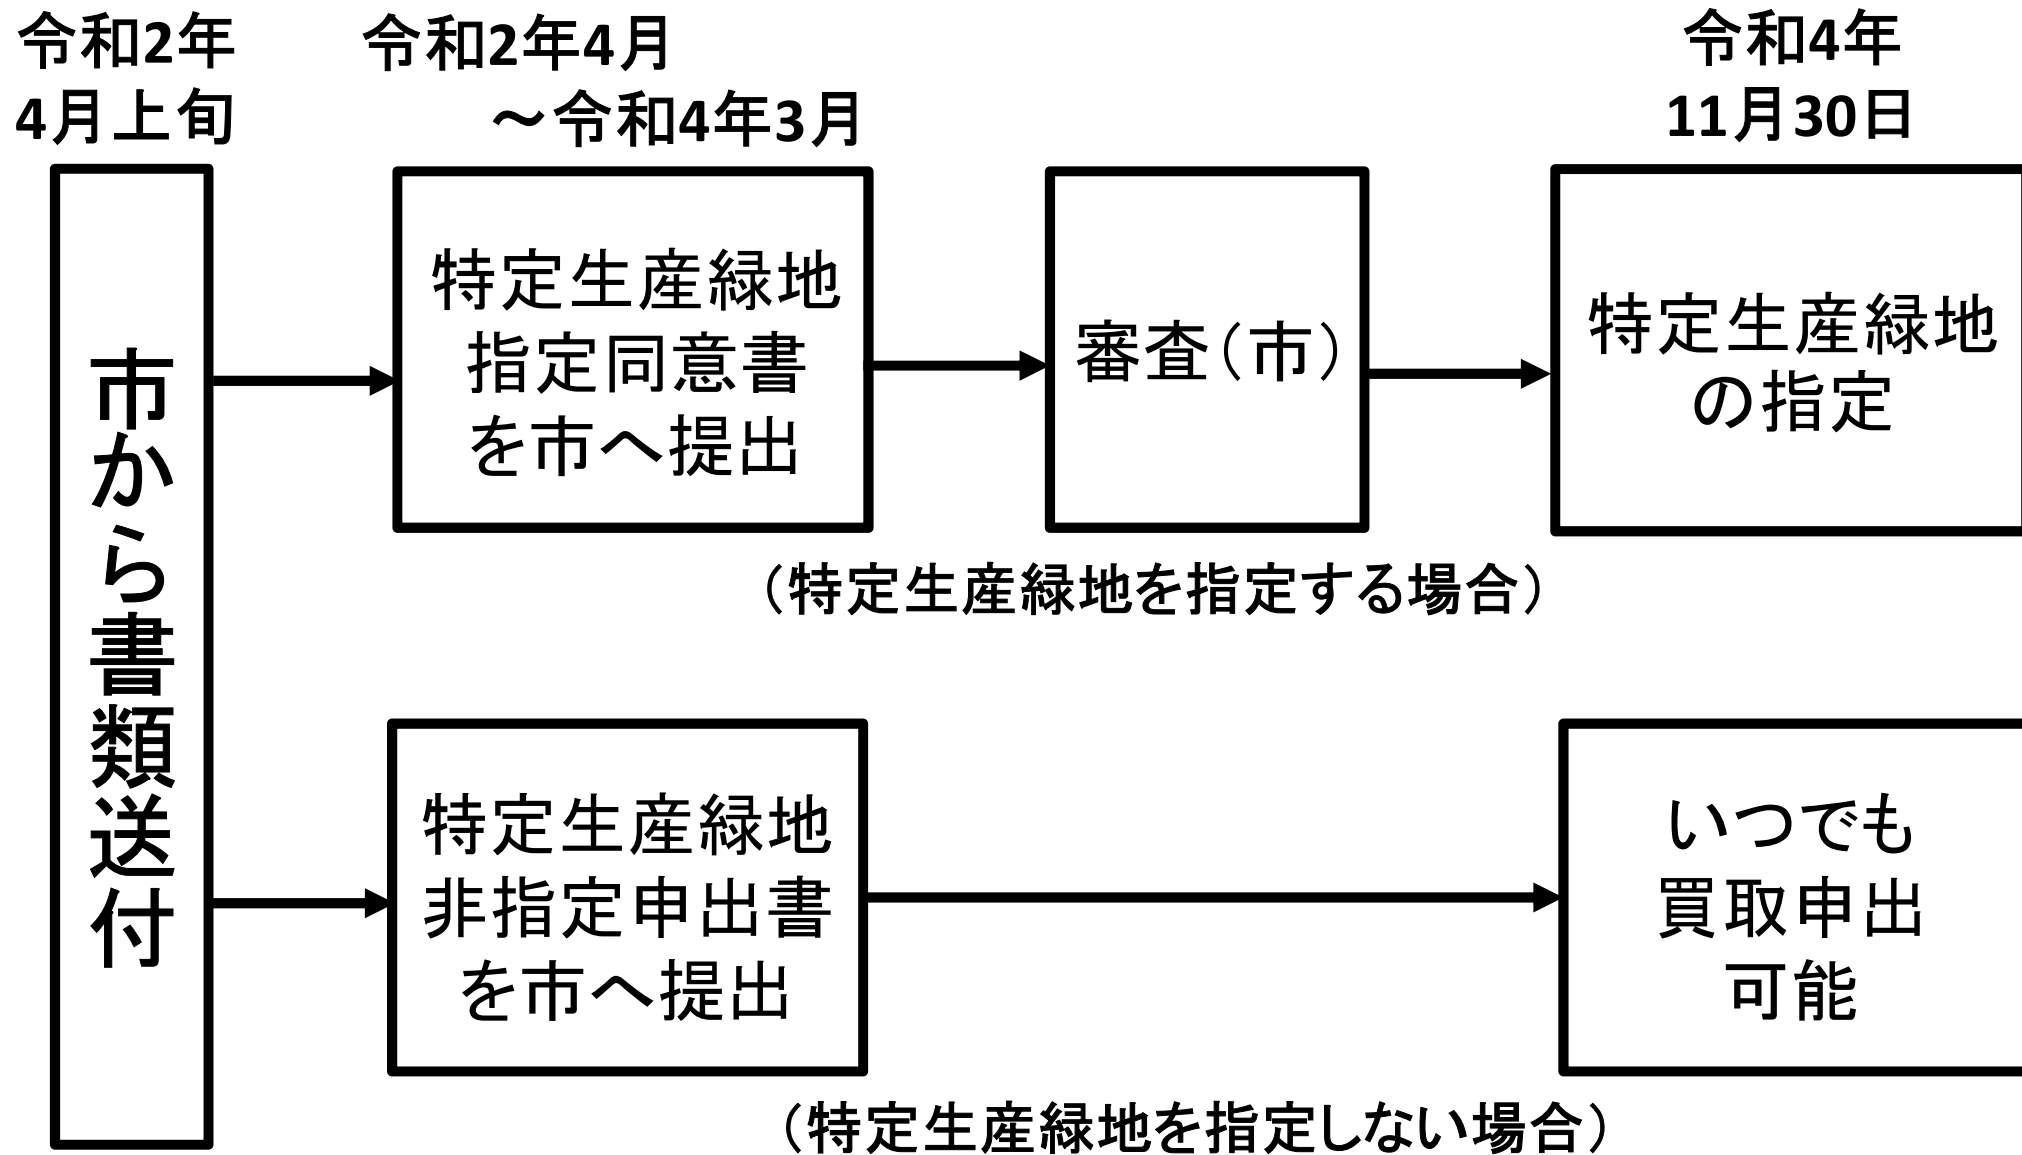 令和2年
4月上旬
令和2年4月
～令和4年3月
令和4年
11月30日
市から書類送付
特定生産緑地
指定同意書
を市へ提出
審査（市）
特定生産緑地
の指定
（特定生産緑地を指定する場合）
特定生産緑地
非指定申出書
を市へ提出
いつでも
買取申出
可能
（特定生産緑地を指定しない場合）